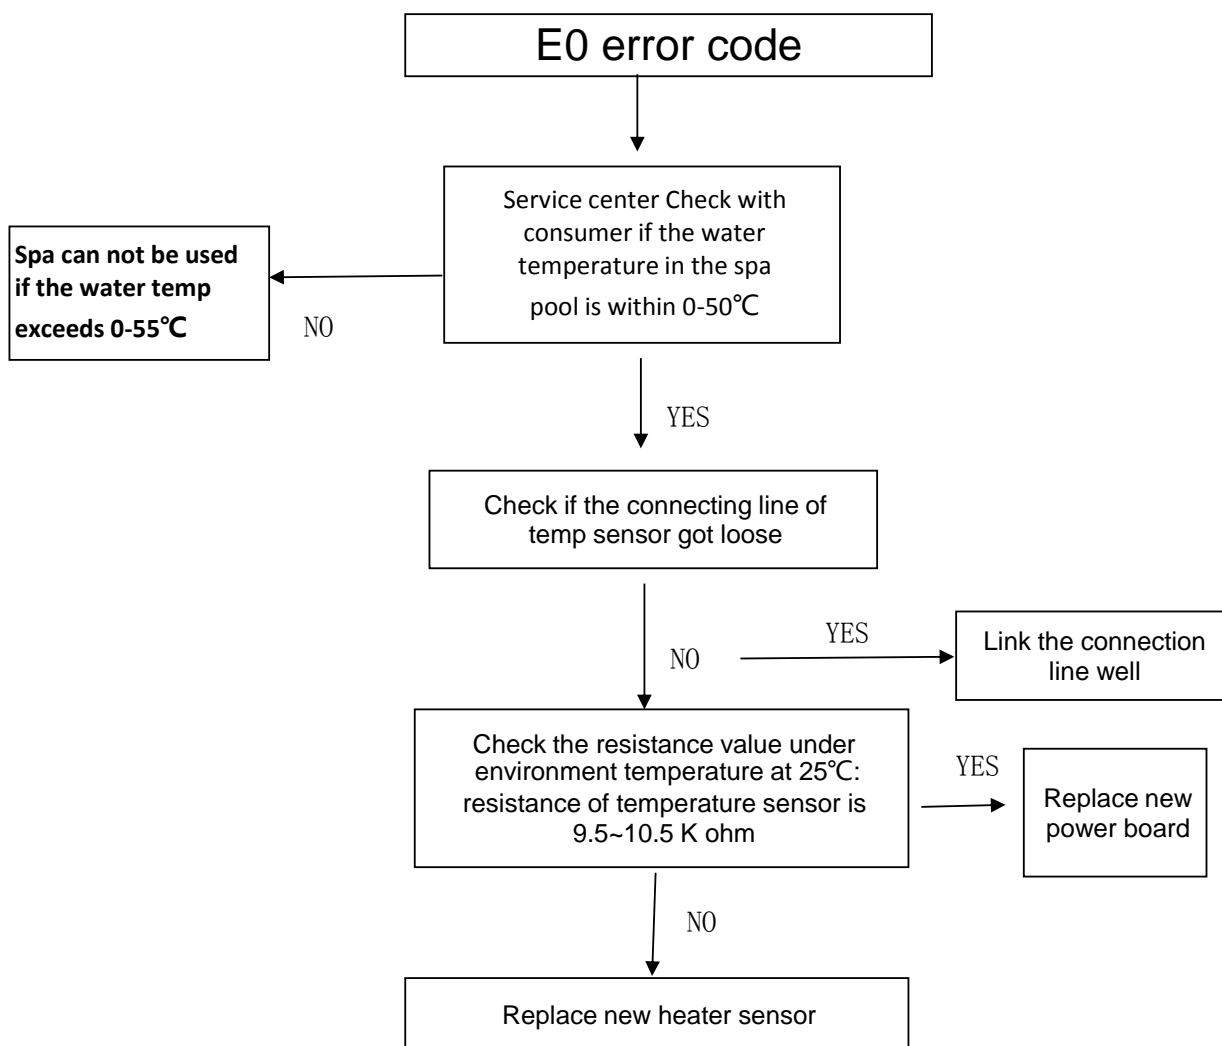 E0 error code
Service center Check with
consumer if the water
temperature in the spa
pool is within 0-50℃
Spa can not be used
if the water temp
exceeds 0-55℃
NO
YES
Check if the connecting line of
temp sensor got loose
YES
NO
Link the connection
line well
Check the resistance value under
environment temperature at 25℃:
resistance of temperature sensor is
9.5~10.5 K ohm
YES
Replace new
power board
NO
Replace new heater sensor